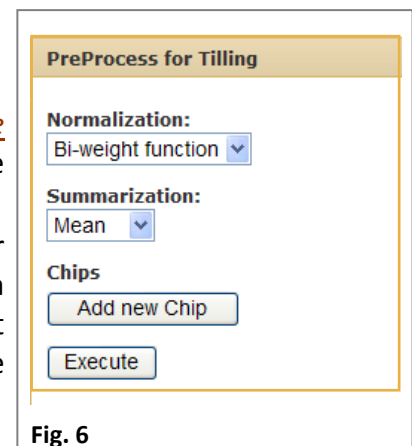 PreProcess for Tilling
Normalization:
Bi-weight function
Summarization:
Mean
Chips
Add new Chip
Execute
Fig. 6